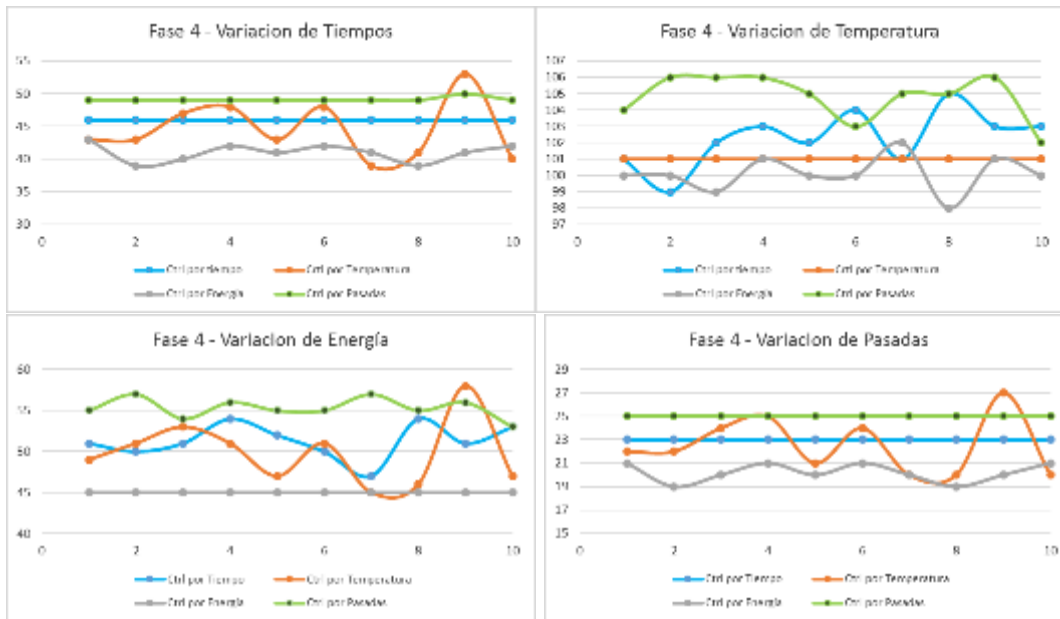 Fase 4 - Variacion de Tiempos
55
50
45
40
35
30
0 2 4 6 8 10
Ctrl por tiempo Ctrl por Temperatura
Ctrl por Energía Ctrl por Pasadas
Fase 4 - Variacion de Temperatura
107
106
105
104
103
102
101
100
99
98
97
0 2 4 6 8 10
Ctrl por tiempo Ctrl por Temperatura
Ctrl por Energía Ctrl por Pasadas
Fase 4 - Variacion de Energía
60
55
50
45
40
0 2 4 6 8 10
Ctrl por Tiempo Ctrl por Temperatura
Ctrl por Energía Ctrl por Pasadas
Fase 4 - Variacion de Pasadas
29
27
25
23
21
19
17
15
0 2 4 6 8 10
Ctrl por Tiempo Ctrl por Temperatura
Ctrl por Energía Ctrl por Pasadas